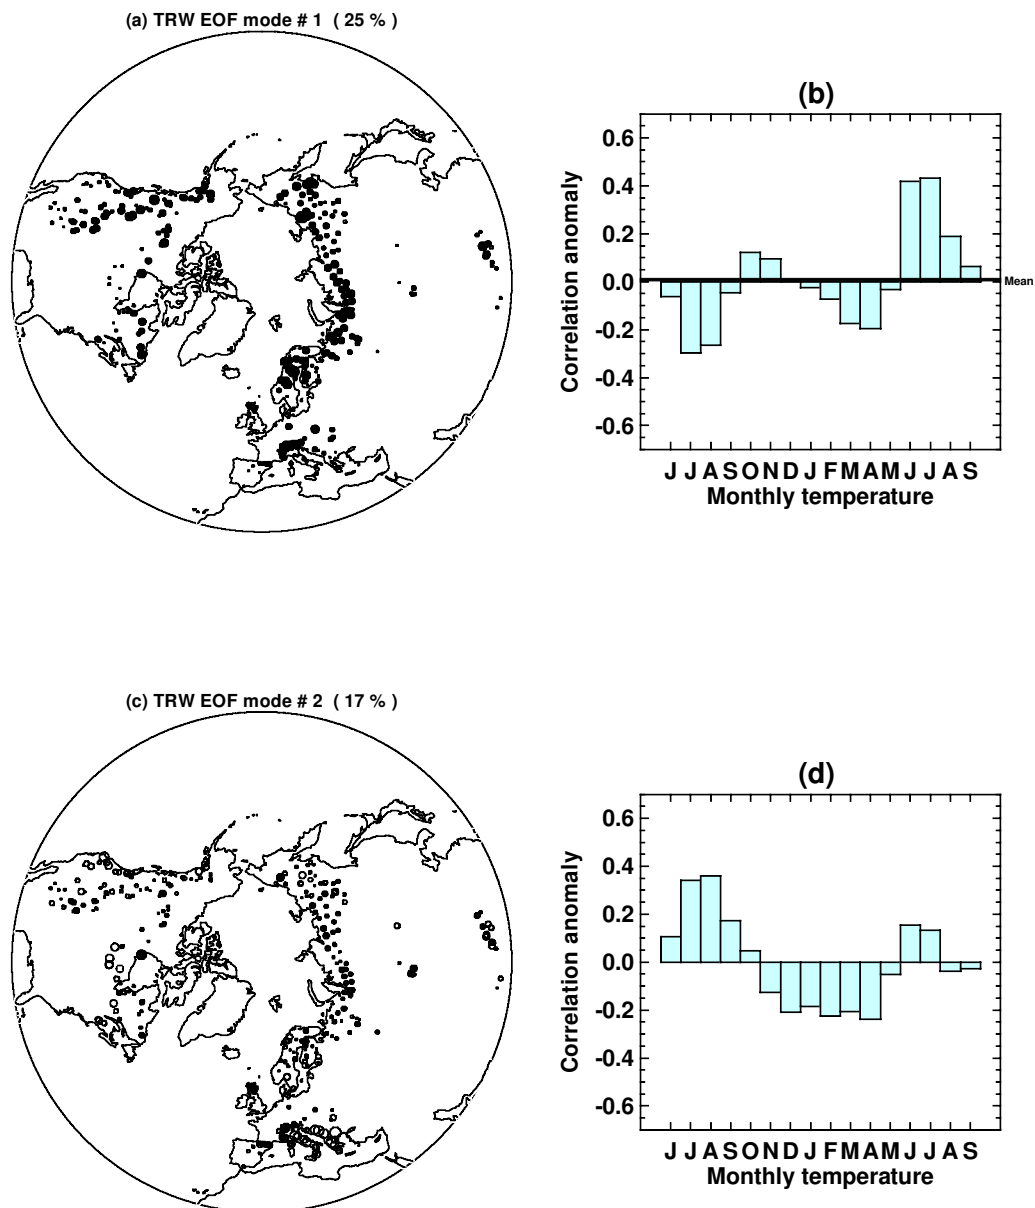 (a) TRW EOF mode # 1 ( 25 % )
(b)
0.6
0.4
0.2
0.0
-0.2
-0.4
-0.6
Correlation anomaly
Mean
J J A S O N D J F M A M J J A S
Monthly temperature
(c) TRW EOF mode # 2 ( 17 % )
(d)
0.6
0.4
0.2
0.0
-0.2
-0.4
-0.6
Correlation anomaly
J J A S O N D J F M A M J J A S
Monthly temperature